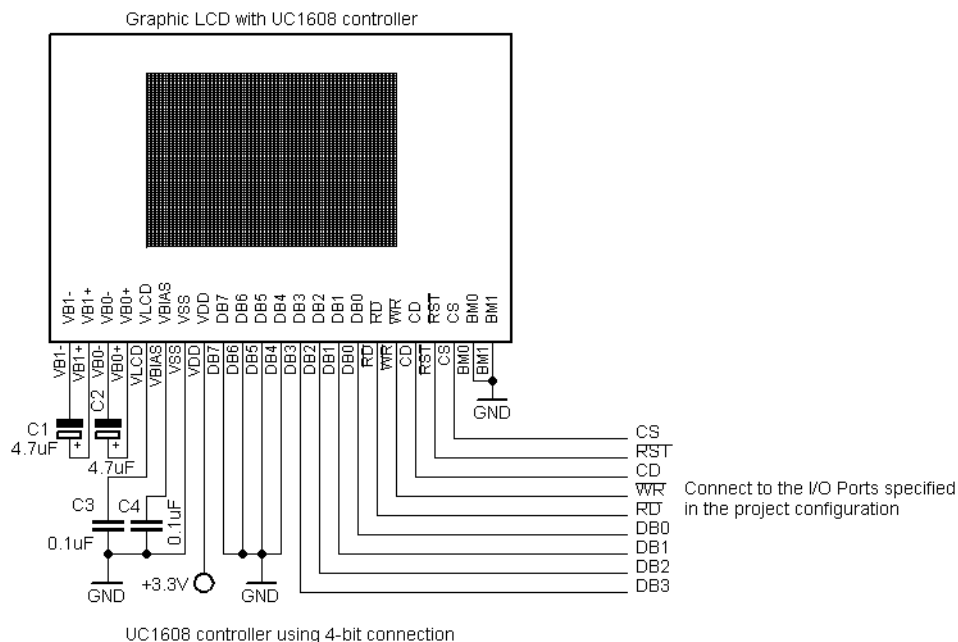 Graphic LCD with UC1608 controller
VB1-
VB1+
VB0-
VB0+
VLCD
VBIAS
VSS
VDD
DB7
DB6
DB5
DB4
DB3
DB2
DB1
DB0
RD
WR
CD
RST
CS
BM0
BM1
VB1-
VB1+
VB0-
VB0+
VLCD
VBIAS
VSS
VDD
DB7
DB6
DB5
DB4
DB3
DB2
DB1
DB0
RD
WR
CD
RST
CS
BM0
BM1
GND
C1
4.7uF
+
C2
4.7uF
+
C3
0.1uF
C4
0.1uF
GND
+3.3V
GND
CS
RST
CD
WR
RD
DB0
DB1
DB2
DB3
Connect to the I/O Ports specified
in the project configuration
UC1608 controller using 4-bit connection